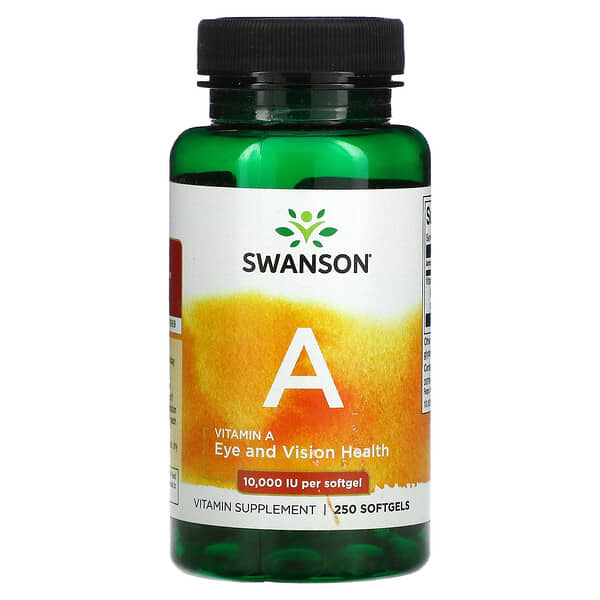 SWANSON
A
VITAMIN A
Eye and Vision Health
10,000 IU per softgel
VITAMIN SUPPLEMENT | 250 SOFTGELS